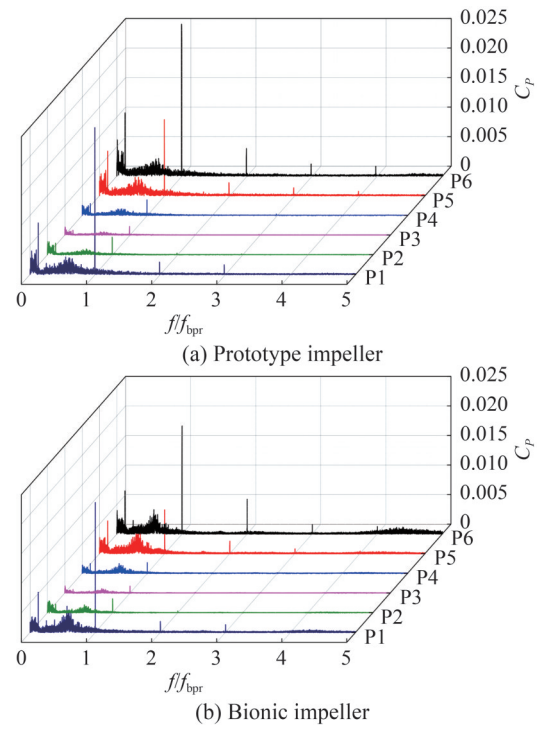 0.025
0.020
0.015
0.010
0.005
0
C_P
P6
P5
P4
P3
P2
P1
0 1 2 3 4 5
f/f_bpr
(a) Prototype impeller
0.025
0.020
0.015
0.010
0.005
0
C_P
P6
P5
P4
P3
P2
P1
0 1 2 3 4 5
f/f_bpr
(b) Bionic impeller